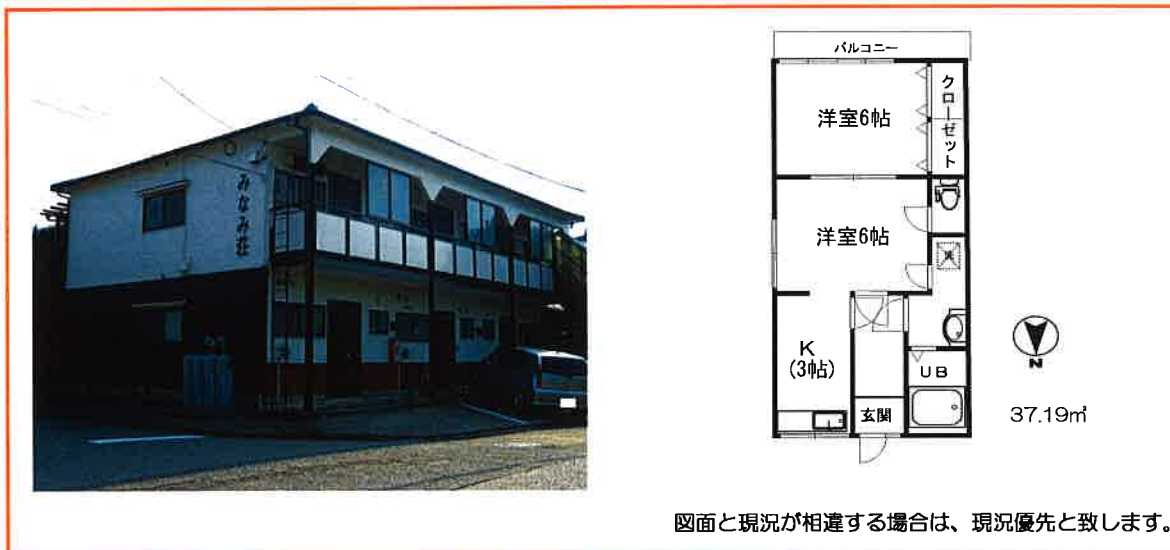 みなみ荘
バルコニー
洋室6帖
クローゼット
洋室6帖
洗
K
(3帖)
UB
玄関
N
37.19㎡
図面と現況が相違する場合は、現況優先と致します。